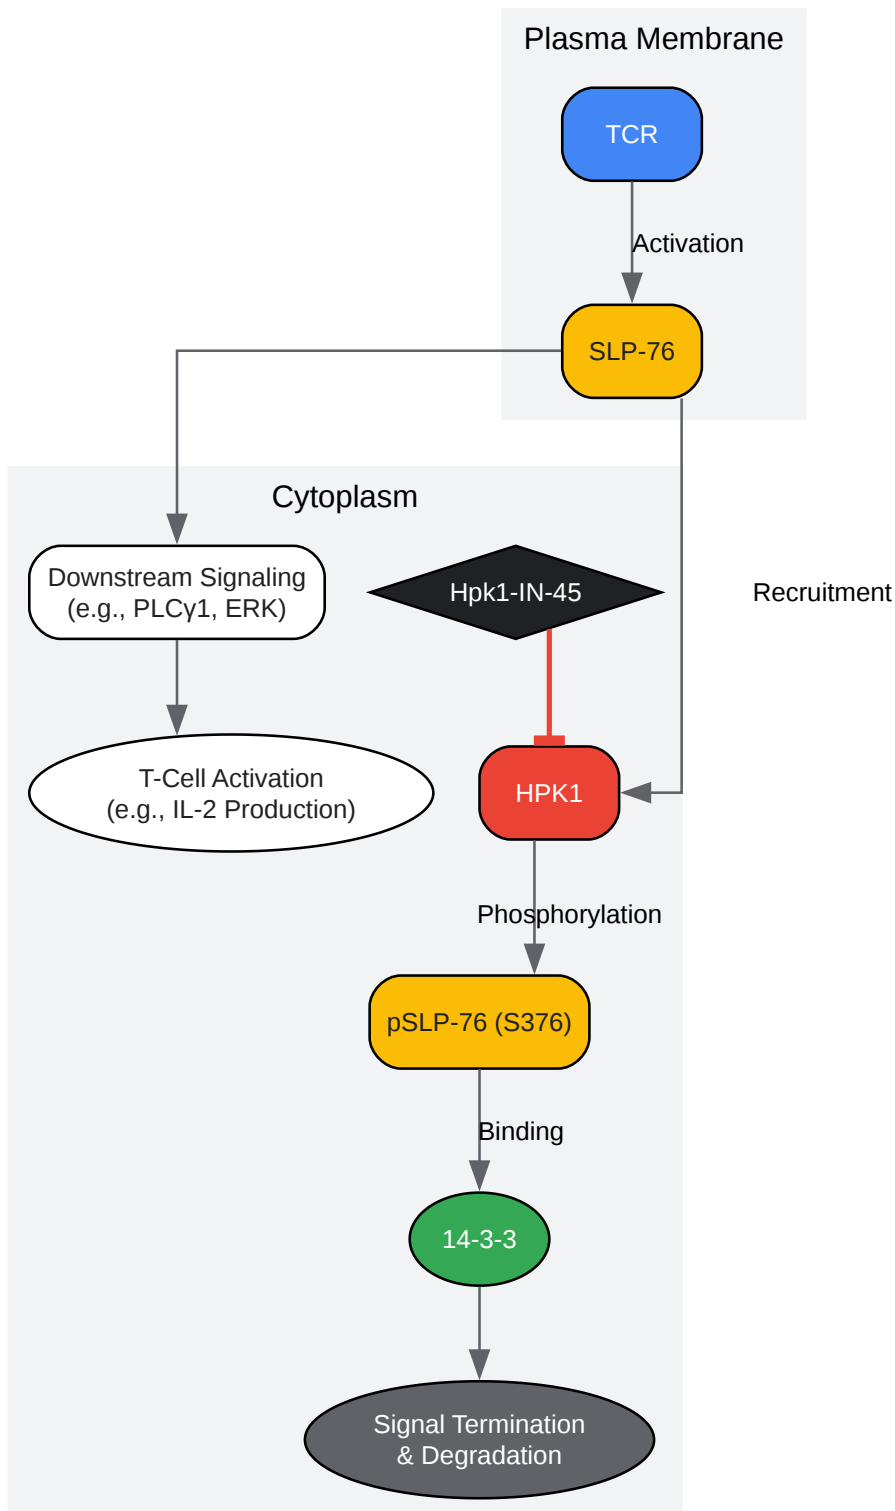 Plasma Membrane
TCR
Activation
SLP-76
Cytoplasm
Downstream Signaling
(e.g., PLCγ1, ERK)
Hpk1-IN-45
Recruitment
T-Cell Activation
(e.g., IL-2 Production)
HPK1
Phosphorylation
pSLP-76 (S376)
Binding
14-3-3
Signal Termination
& Degradation